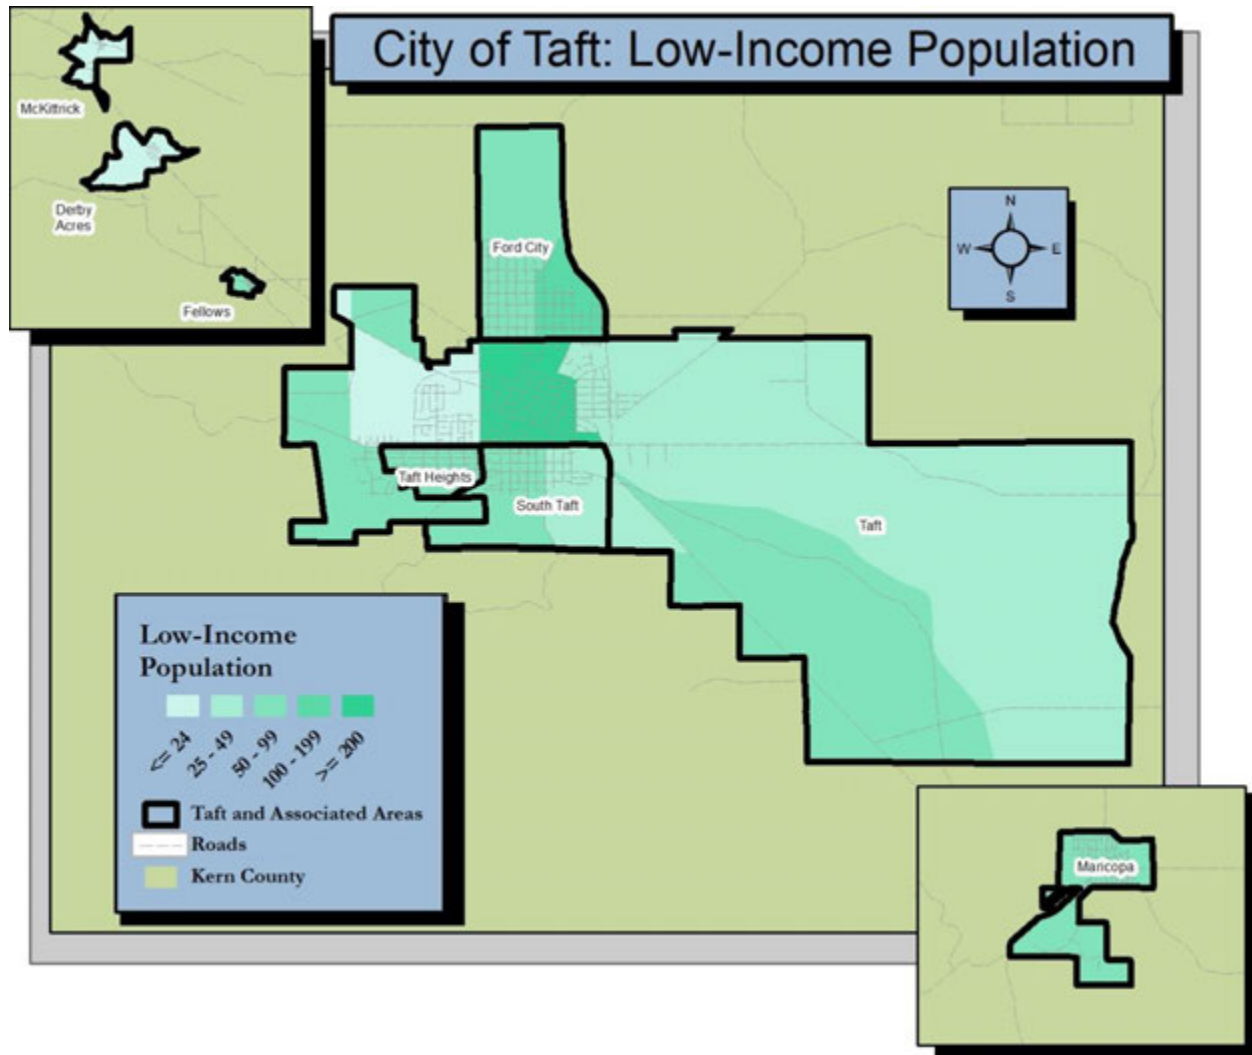 City of Taft: Low-Income Population
McKittrick
Derby
Acres
Fellows
N
W
E
S
Ford City
Taft Heights
South Taft
Taft
Low-Income
Population
<= 24
25 - 49
50 - 99
100 - 199
>= 200
Taft and Associated Areas
Roads
Kern County
Maricopa